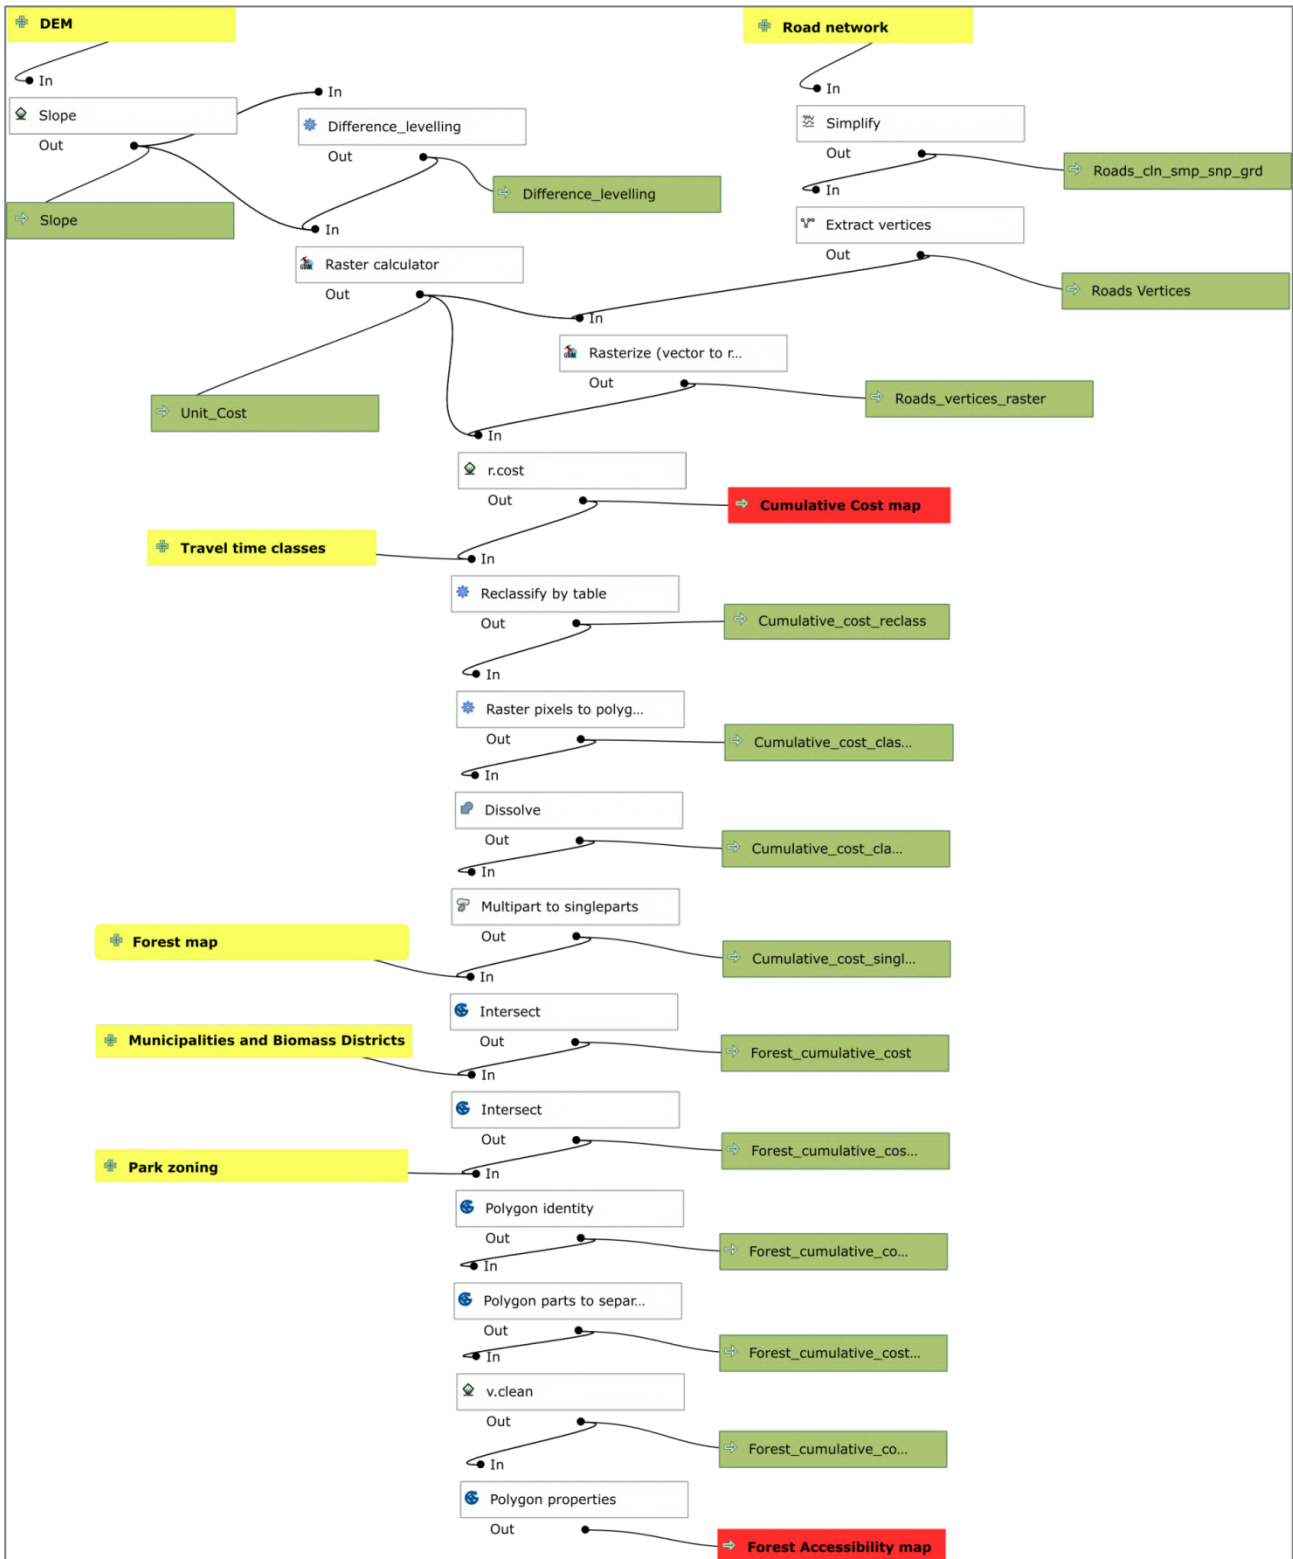 DEM
Road network
In
In
In
Slope
Difference_levelling
Simplify
Out
Out
Out
Roads_cln_smp_snp_grd
Difference_levelling
In
Slope
In
Extract vertices
Raster calculator
Out
Out
Roads Vertices
In
Rasterize (vector to r...
Out
Unit_Cost
Roads_vertices_raster
In
r.cost
Out
Cumulative Cost map
Travel time classes
In
Reclassify by table
Out
Cumulative_cost_reclass
In
Raster pixels to polyg...
Out
Cumulative_cost_clas...
In
Dissolve
Out
Cumulative_cost_cla...
In
Multipart to singleparts
Out
Forest map
Cumulative_cost_singl...
In
Intersect
Municipalities and Biomass Districts
Out
Forest_cumulative_cost
In
Intersect
Out
Forest_cumulative_cos...
Park zoning
In
Polygon identity
Out
Forest_cumulative_co...
In
Polygon parts to separ...
Out
Forest_cumulative_cost...
In
v.clean
Out
Forest_cumulative_co...
In
Polygon properties
Out
Forest Accessibility map